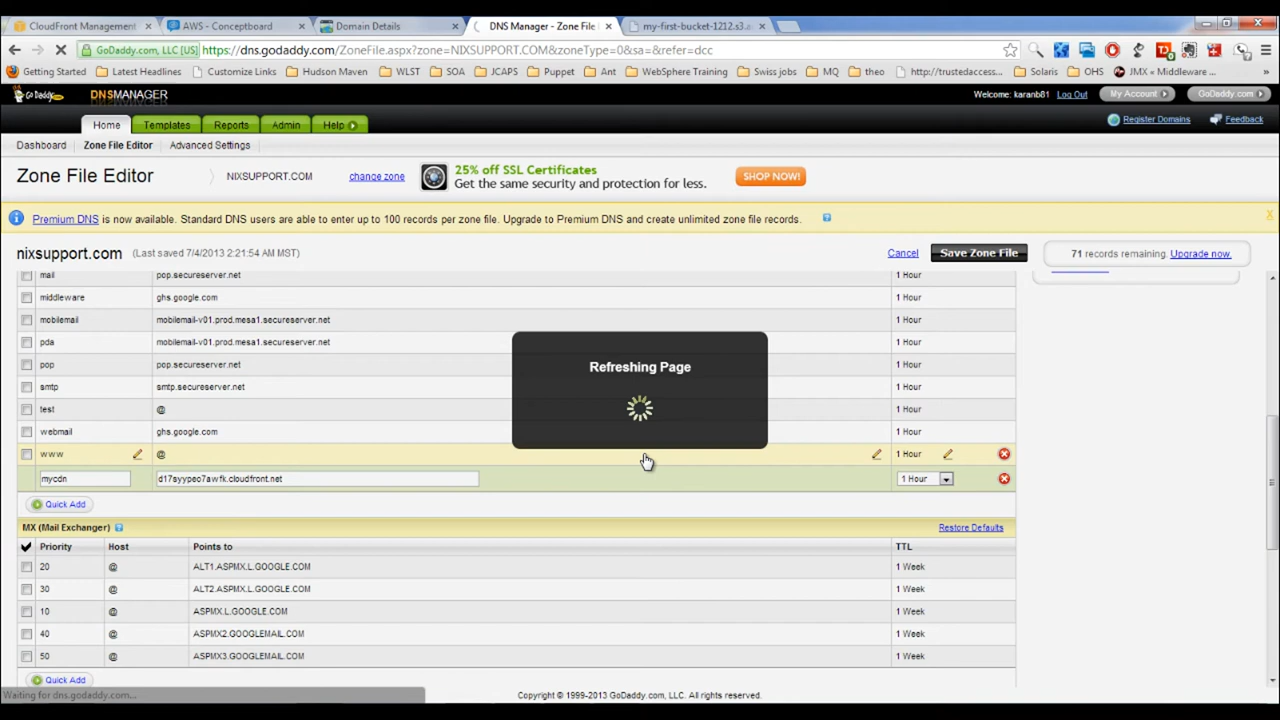 CloudFront Management
AWS - Conceptboard
Domain Details
DNS Manager - Zone File
my-first-bucket-1212.s3.a
GoDaddy.com, LLC [US]
https://dns.godaddy.com/ZoneFile.aspx?zone=NIXSUPPORT.COM&zoneType=0&sa=&refer=dcc
Getting Started
Latest Headlines
Customize Links
Hudson Maven
WLST
SOA
JCAPS
Puppet
Ant
WebSphere Training
Swiss jobs
MQ
theo
http://trustedaccess...
Solaris
OHS
JMX « Middleware ...
Go Daddy
DNSMANAGER
Welcome: karanb81
Log Out
My Account
GoDaddy.com
Home
Templates
Reports
Admin
Help
Register Domains
Feedback
Dashboard
Zone File Editor
Advanced Settings
Zone File Editor
NIXSUPPORT.COM
change zone
25% off SSL Certificates
Get the same security and protection for less.
SHOP NOW!
Premium DNS is now available. Standard DNS users are able to enter up to 100 records per zone file. Upgrade to Premium DNS and create unlimited zone file records.
nixsupport.com (Last saved 7/4/2013 2:21:54 AM MST)
Cancel
Save Zone File
71 records remaining. Upgrade now.
mail pop.secureserver.net 1 Hour
middleware ghs.google.com 1 Hour
mobilemail mobilemail-v01.prod.mesa1.secureserver.net 1 Hour
pda mobilemail-v01.prod.mesa1.secureserver.net 1 Hour
pop pop.secureserver.net 1 Hour
smtp smtp.secureserver.net 1 Hour
test @ 1 Hour
webmail ghs.google.com 1 Hour
www @ 1 Hour
mycdn d17syypeo7awfk.cloudfront.net 1 Hour
Refreshing Page
Quick Add
MX (Mail Exchanger)
Restore Defaults
Priority Host Points to TTL
20 @ ALT1.ASPMX.L.GOOGLE.COM 1 Week
30 @ ALT2.ASPMX.L.GOOGLE.COM 1 Week
10 @ ASPMX.L.GOOGLE.COM 1 Week
40 @ ASPMX2.GOOGLEMAIL.COM 1 Week
50 @ ASPMX3.GOOGLEMAIL.COM 1 Week
Quick Add
Waiting for dns.godaddy.com...
Copyright © 1999-2013 GoDaddy.com, LLC. All rights reserved.